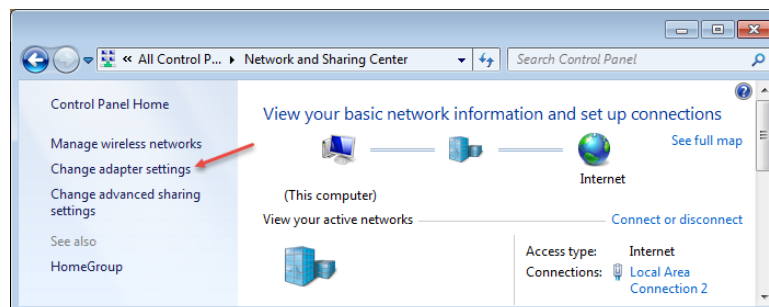 « All Control P... ▸ Network and Sharing Center
Search Control Panel
Control Panel Home
Manage wireless networks
Change adapter settings
Change advanced sharing
settings
See also
HomeGroup
View your basic network information and set up connections
See full map
(This computer)
Internet
View your active networks
Connect or disconnect
Access type: Internet
Connections: Local Area
Connection 2